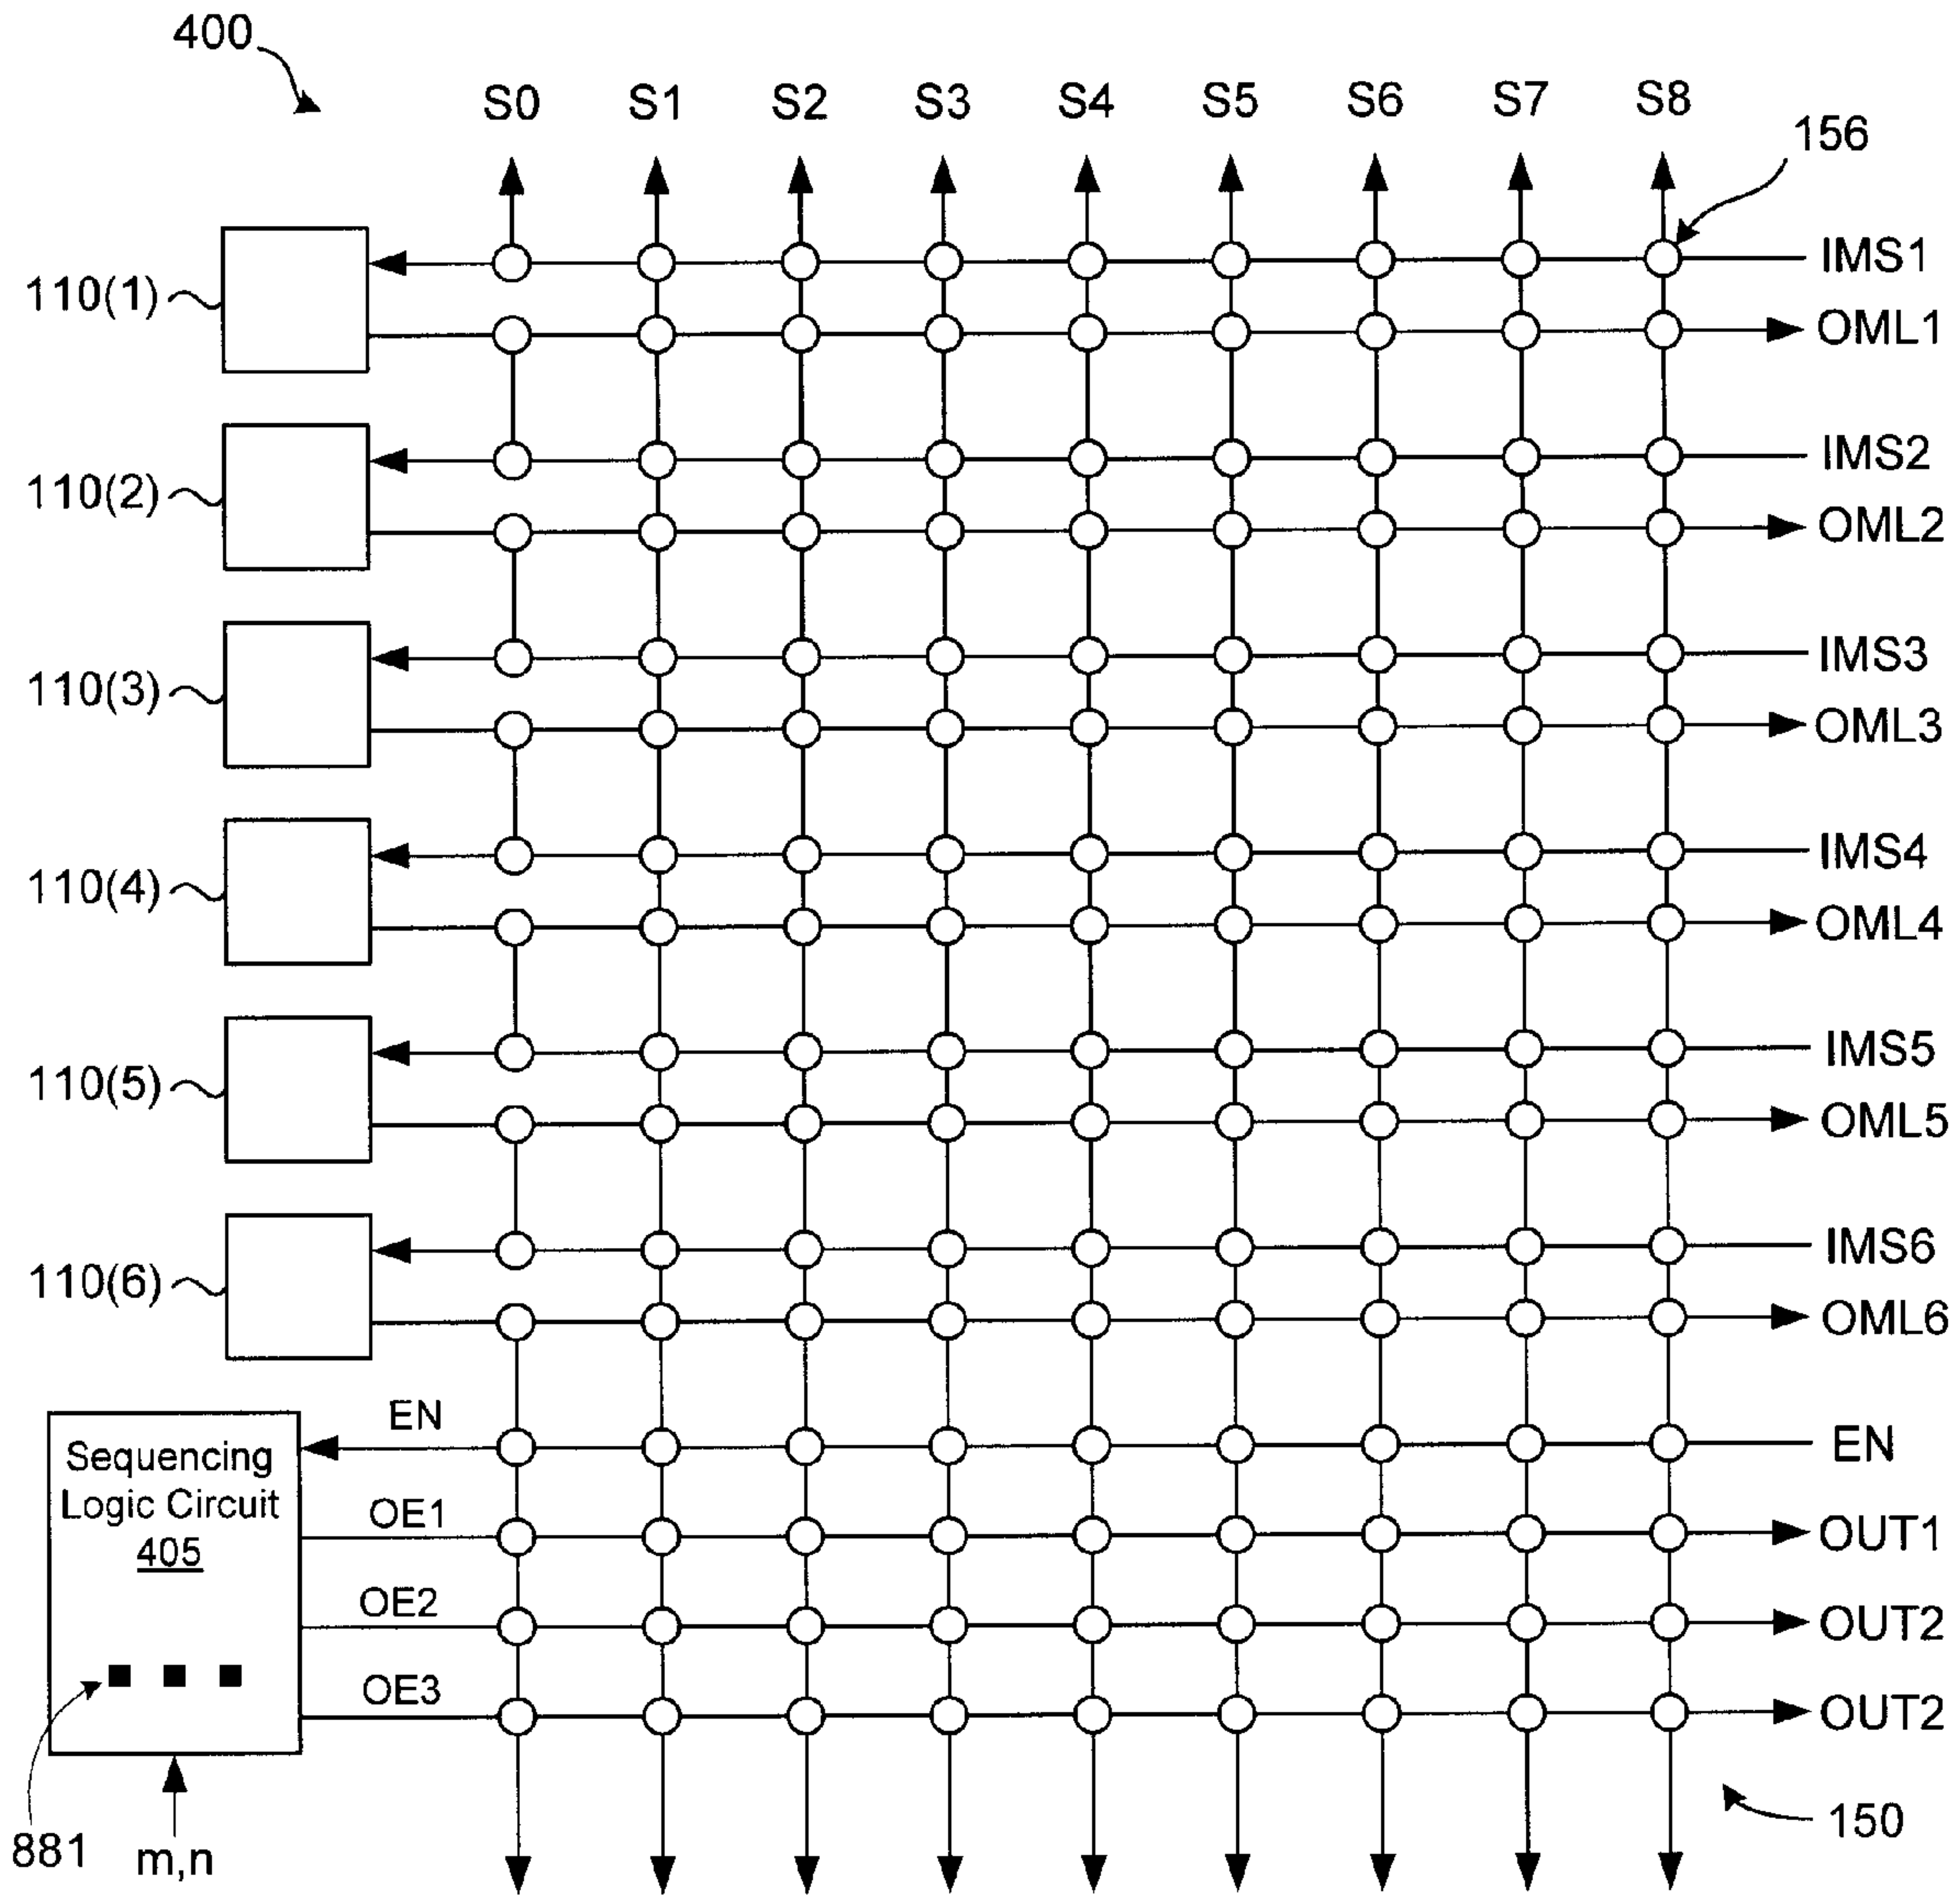 400
S0 S1 S2 S3 S4 S5 S6 S7 S8
156
IMS1
110(1)
OML1
IMS2
110(2)
OML2
IMS3
110(3)
OML3
IMS4
110(4)
OML4
IMS5
110(5)
OML5
IMS6
110(6)
OML6
EN
EN
Sequencing
Logic Circuit
405
OE1
OUT1
OE2
OUT2
OE3
OUT2
881
m,n
150